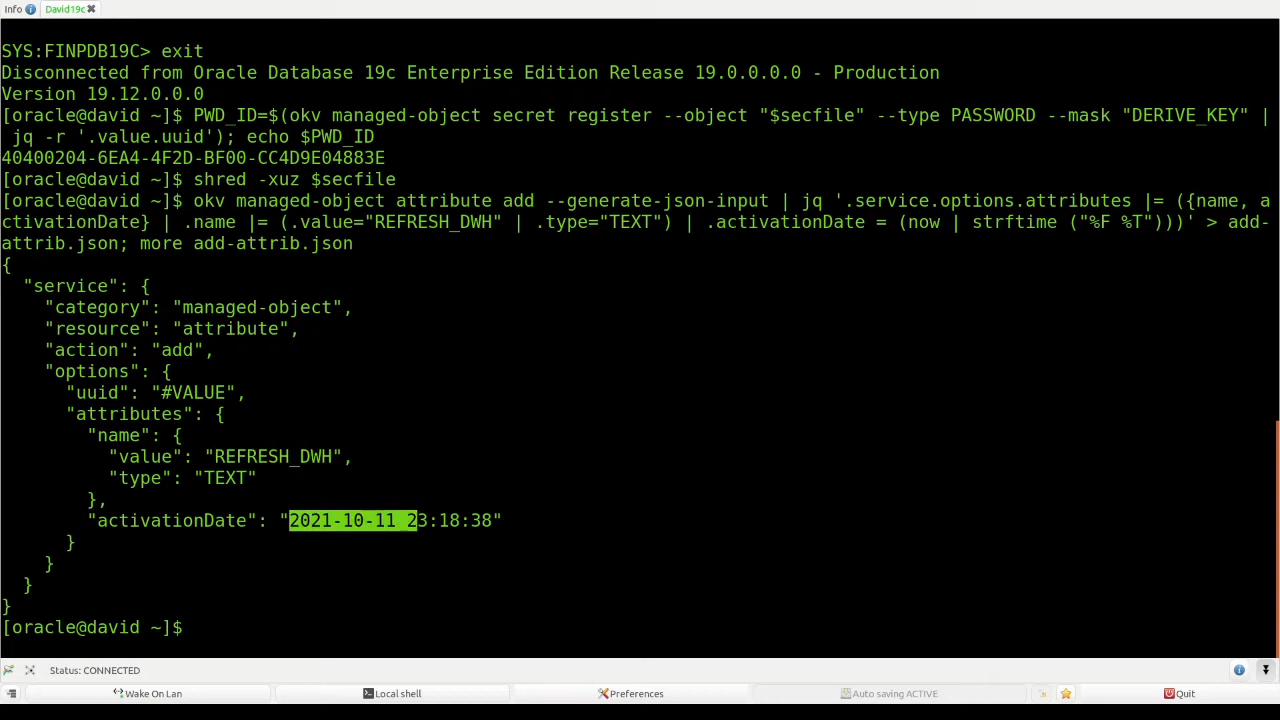 Info
David19c
SYS:FINPDB19C> exit
Disconnected from Oracle Database 19c Enterprise Edition Release 19.0.0.0.0 - Production
Version 19.12.0.0.0
[oracle@david ~]$ PWD_ID=$(okv managed-object secret register --object "$secfile" --type PASSWORD --mask "DERIVE_KEY" |
 jq -r '.value.uuid'); echo $PWD_ID
40400204-6EA4-4F2D-BF00-CC4D9E04883E
[oracle@david ~]$ shred -xuz $secfile
[oracle@david ~]$ okv managed-object attribute add --generate-json-input | jq '.service.options.attributes |= ({name, a
ctivationDate} | .name |= (.value="REFRESH_DWH" | .type="TEXT") | .activationDate = (now | strftime ("%F %T")))' > add-
attrib.json; more add-attrib.json
{
  "service": {
    "category": "managed-object",
    "resource": "attribute",
    "action": "add",
    "options": {
      "uuid": "#VALUE",
      "attributes": {
        "name": {
          "value": "REFRESH_DWH",
          "type": "TEXT"
        },
        "activationDate": "2021-10-11 23:18:38"
      }
    }
  }
}
[oracle@david ~]$
Status: CONNECTED
Wake On Lan
Local shell
Preferences
Auto saving ACTIVE
Quit